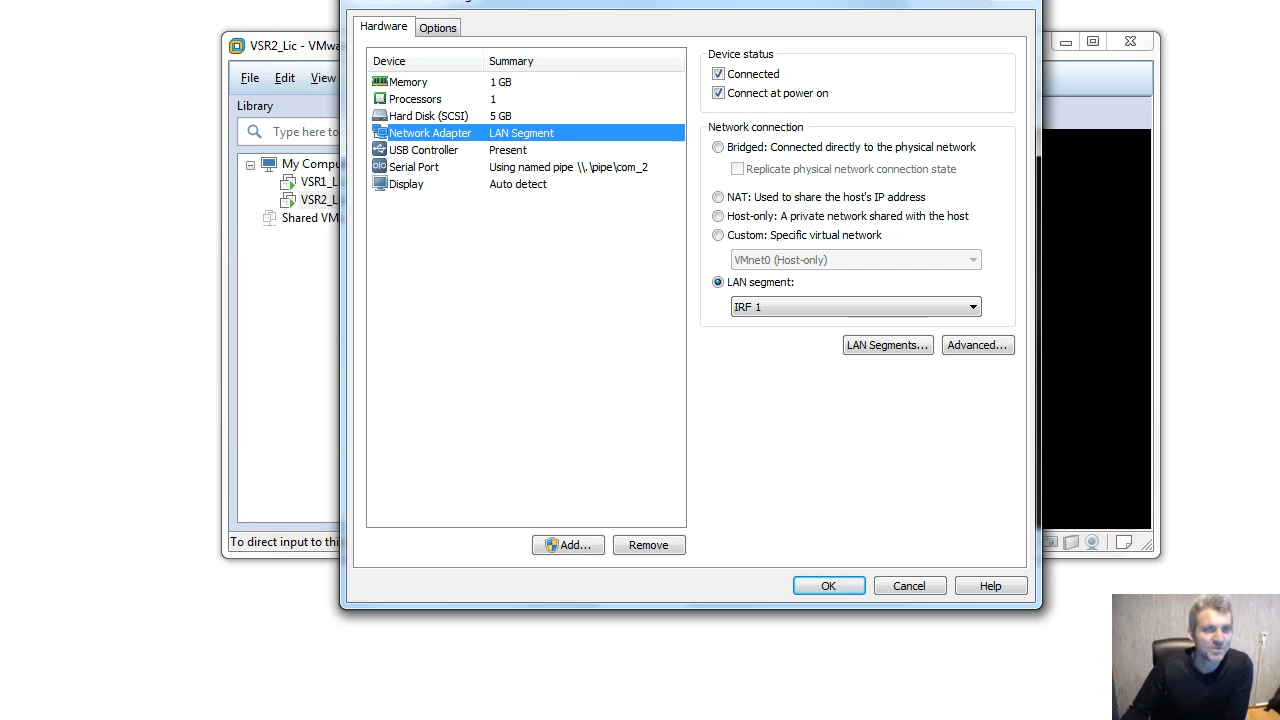 Hardware
Options
VSR2_Lic - VMwa
File
Edit
View
Library
Type here to
My Compu
VSR1_L
VSR2_L
Shared VM
To direct input to thi
Device
Summary
Memory
1 GB
Processors
1
Hard Disk (SCSI)
5 GB
Network Adapter
LAN Segment
USB Controller
Present
Serial Port
Using named pipe \\.\pipe\com_2
Display
Auto detect
Add...
Remove
Device status
Connected
Connect at power on
Network connection
Bridged: Connected directly to the physical network
Replicate physical network connection state
NAT: Used to share the host's IP address
Host-only: A private network shared with the host
Custom: Specific virtual network
VMnet0 (Host-only)
LAN segment:
IRF 1
LAN Segments...
Advanced...
OK
Cancel
Help